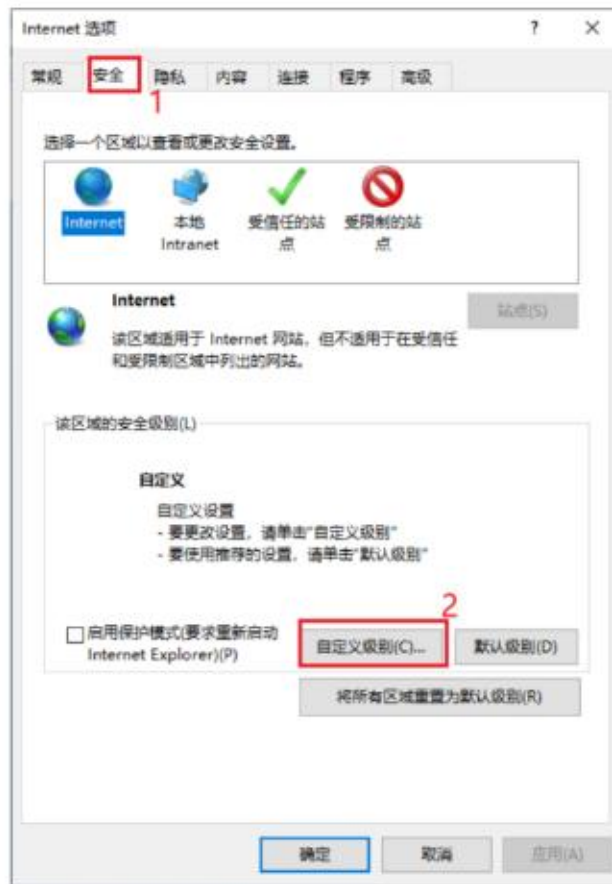 Internet 选项
? ×
常规 安全 隐私 内容 连接 程序 高级
1
选择一个区域以查看或更改安全设置。
Internet
本地
Intranet
受信任的站
点
受限制的站
点
Internet
站点(S)
该区域适用于 Internet 网站，但不适用于在受信任
和受限制区域中列出的网站。
该区域的安全级别(L)
自定义
自定义设置
- 要更改设置，请单击"自定义级别"
- 要使用推荐的设置，请单击"默认级别"
2
启用保护模式(要求重新启动
Internet Explorer)(P)
自定义级别(C)...
默认级别(D)
将所有区域重置为默认级别(R)
确定 取消 应用(A)